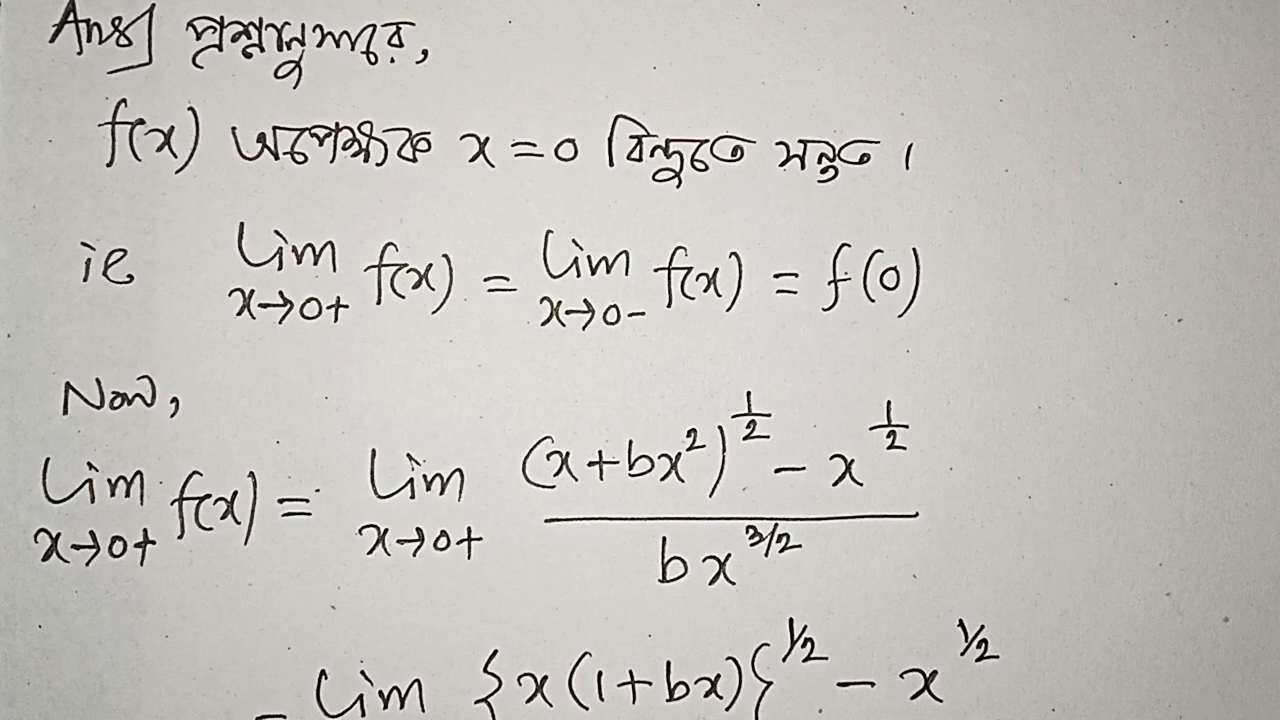 Ans] প্রশ্নানুসারে,
f(x) অপেক্ষক x = 0 বিন্দুতে সন্তত ।
ie lim x→0+ f(x) = lim x→0- f(x) = f(0)
Now,
lim x→0+ f(x) = lim x→0+ ((x+bx²)^(1/2) - x^(1/2)) / (bx^(3/2))
= lim {x(1+bx)}^(1/2) - x^(1/2)